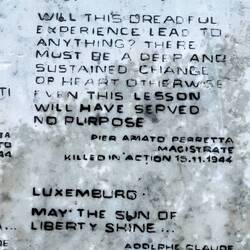 WILL THIS DREADFUL
EXPERIENCE LEAD TO
ANYTHING? THERE
MUST BE A DEEP AND
SUSTAINED CHANGE
OF HEART OTHERWISE
EVEN THIS LESSON
WILL HAVE SERVED
NO PURPOSE
PIER AMATO PERRETTA
MAGISTRATE
KILLED IN ACTION 15.11.1944
LUXEMBURG.
MAY THE SUN OF
LIBERTY SHINE...
ADOLPHE CLAUDE